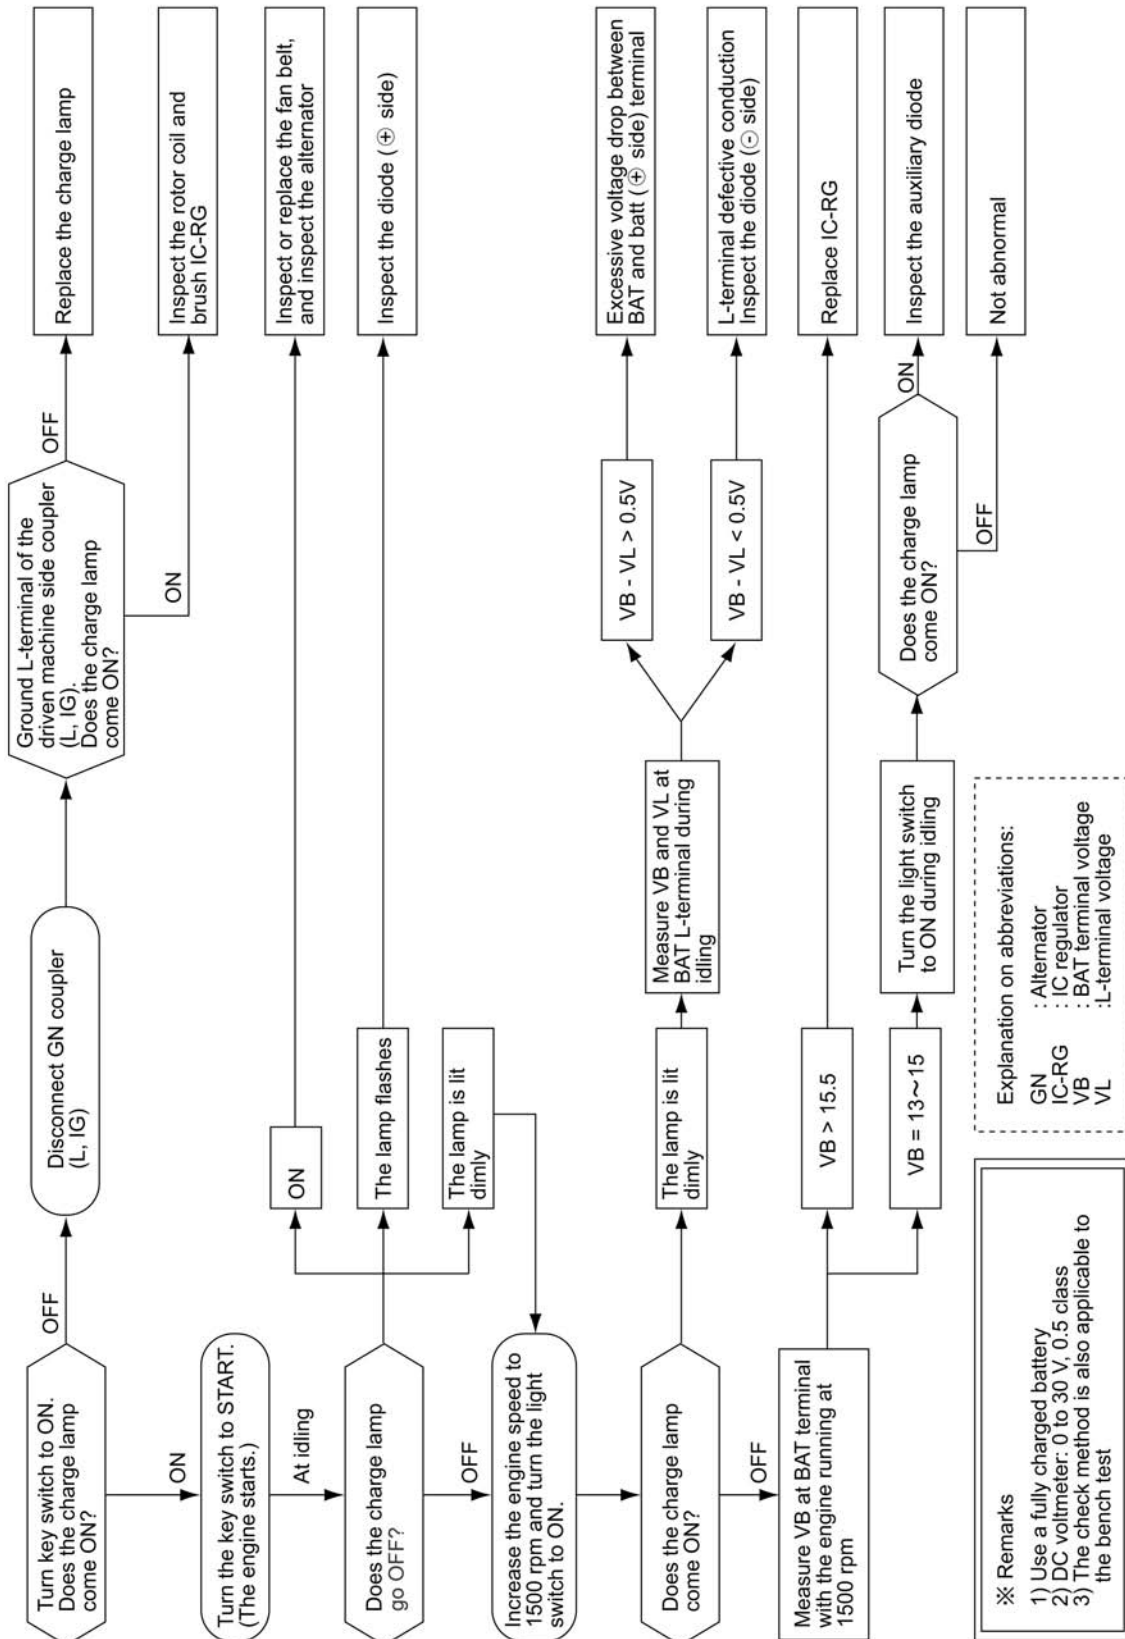 Turn key switch to ON.
Does the charge lamp
come ON?
OFF
Disconnect GN coupler
(L, IG)
Ground L-terminal of the
driven machine side coupler
(L, IG).
Does the charge lamp
come ON?
OFF
Replace the charge lamp
ON
Inspect the rotor coil and
brush IC-RG
ON
Turn the key switch to START.
(The engine starts.)
At idling
Does the charge lamp
go OFF?
ON
Inspect or replace the fan belt,
and inspect the alternator
The lamp flashes
Inspect the diode (⊕ side)
The lamp is lit
dimly
OFF
Increase the engine speed to
1500 rpm and turn the light
switch to ON.
Does the charge lamp
come ON?
The lamp is lit
dimly
Measure VB and VL at
BAT L-terminal during
idling
VB - VL > 0.5V
Excessive voltage drop between
BAT and batt (⊕ side) terminal
VB - VL < 0.5V
L-terminal defective conduction
Inspect the diode (⊖ side)
OFF
Measure VB at BAT terminal
with the engine running at
1500 rpm
VB > 15.5
Replace IC-RG
VB = 13～15
Turn the light switch
to ON during idling
Does the charge lamp
come ON?
ON
Inspect the auxiliary diode
OFF
Not abnormal
※ Remarks
1) Use a fully charged battery
2) DC voltmeter: 0 to 30 V, 0.5 class
3) The check method is also applicable to
the bench test
Explanation on abbreviations:
GN : Alternator
IC-RG : IC regulator
VB : BAT terminal voltage
VL :L-terminal voltage